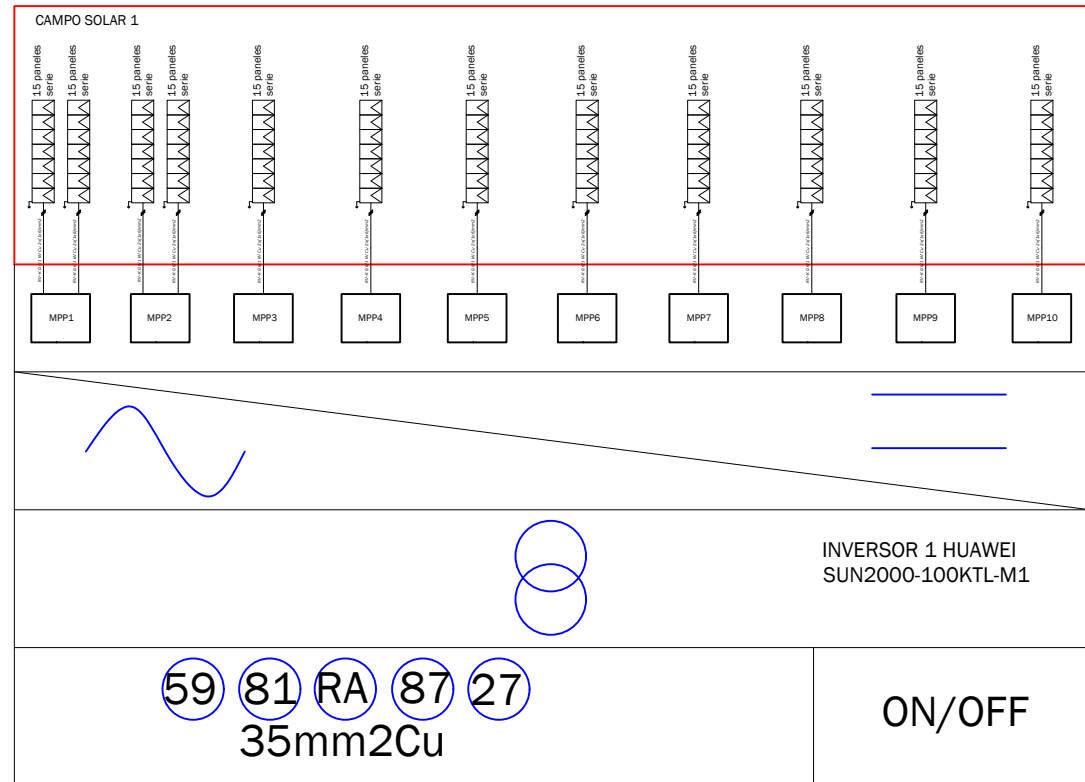 CAMPO SOLAR 1
15 paneles
serie
15 paneles
serie
15 paneles
serie
15 paneles
serie
15 paneles
serie
15 paneles
serie
15 paneles
serie
15 paneles
serie
15 paneles
serie
15 paneles
serie
15 paneles
serie
15 paneles
serie
MPP1
MPP2
MPP3
MPP4
MPP5
MPP6
MPP7
MPP8
MPP9
MPP10
INVERSOR 1 HUAWEI
SUN2000-100KTL-M1
59 81 RA 87 27
35mm2Cu
ON/OFF